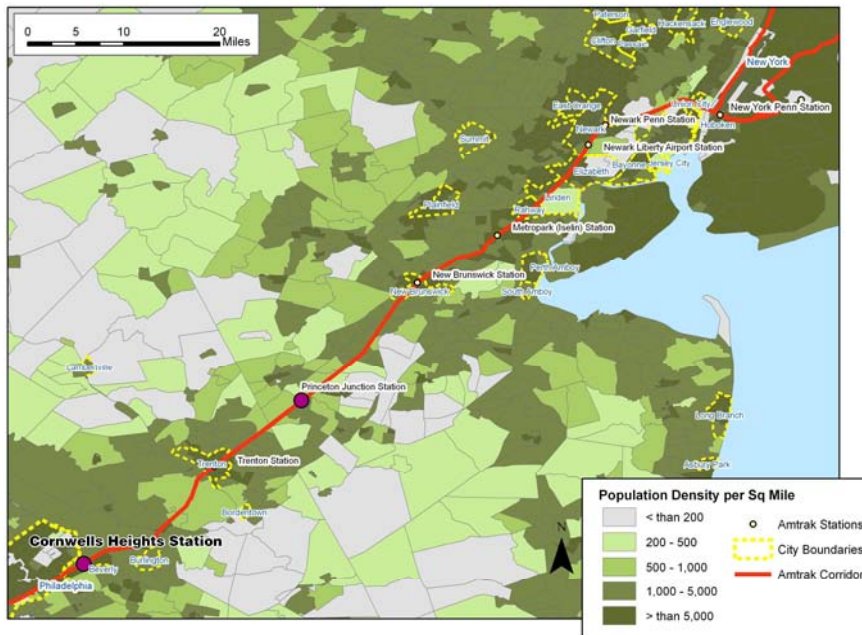 0 5 10 20
Miles
Paterson
Hackensack
Englewood
Garfield
Clifton
Passaic
New York
East Orange
Union City
New York Penn Station
Hoboken
Newark
Newark Penn Station
Newark Liberty Airport Station
Summit
Bayonne
Jersey City
Elizabeth
Linden
Plainfield
Rahway
Metropark (Iselin) Station
Perth Amboy
New Brunswick Station
New Brunswick
South Amboy
Lambertville
Princeton Junction Station
Long Branch
Trenton
Trenton Station
Asbury Park
Bordentown
Cornwells Heights Station
Burlington
Beverly
Philadelphia
N
Population Density per Sq Mile
< than 200
200 - 500
500 - 1,000
1,000 - 5,000
> than 5,000
Amtrak Stations
City Boundaries
Amtrak Corridor